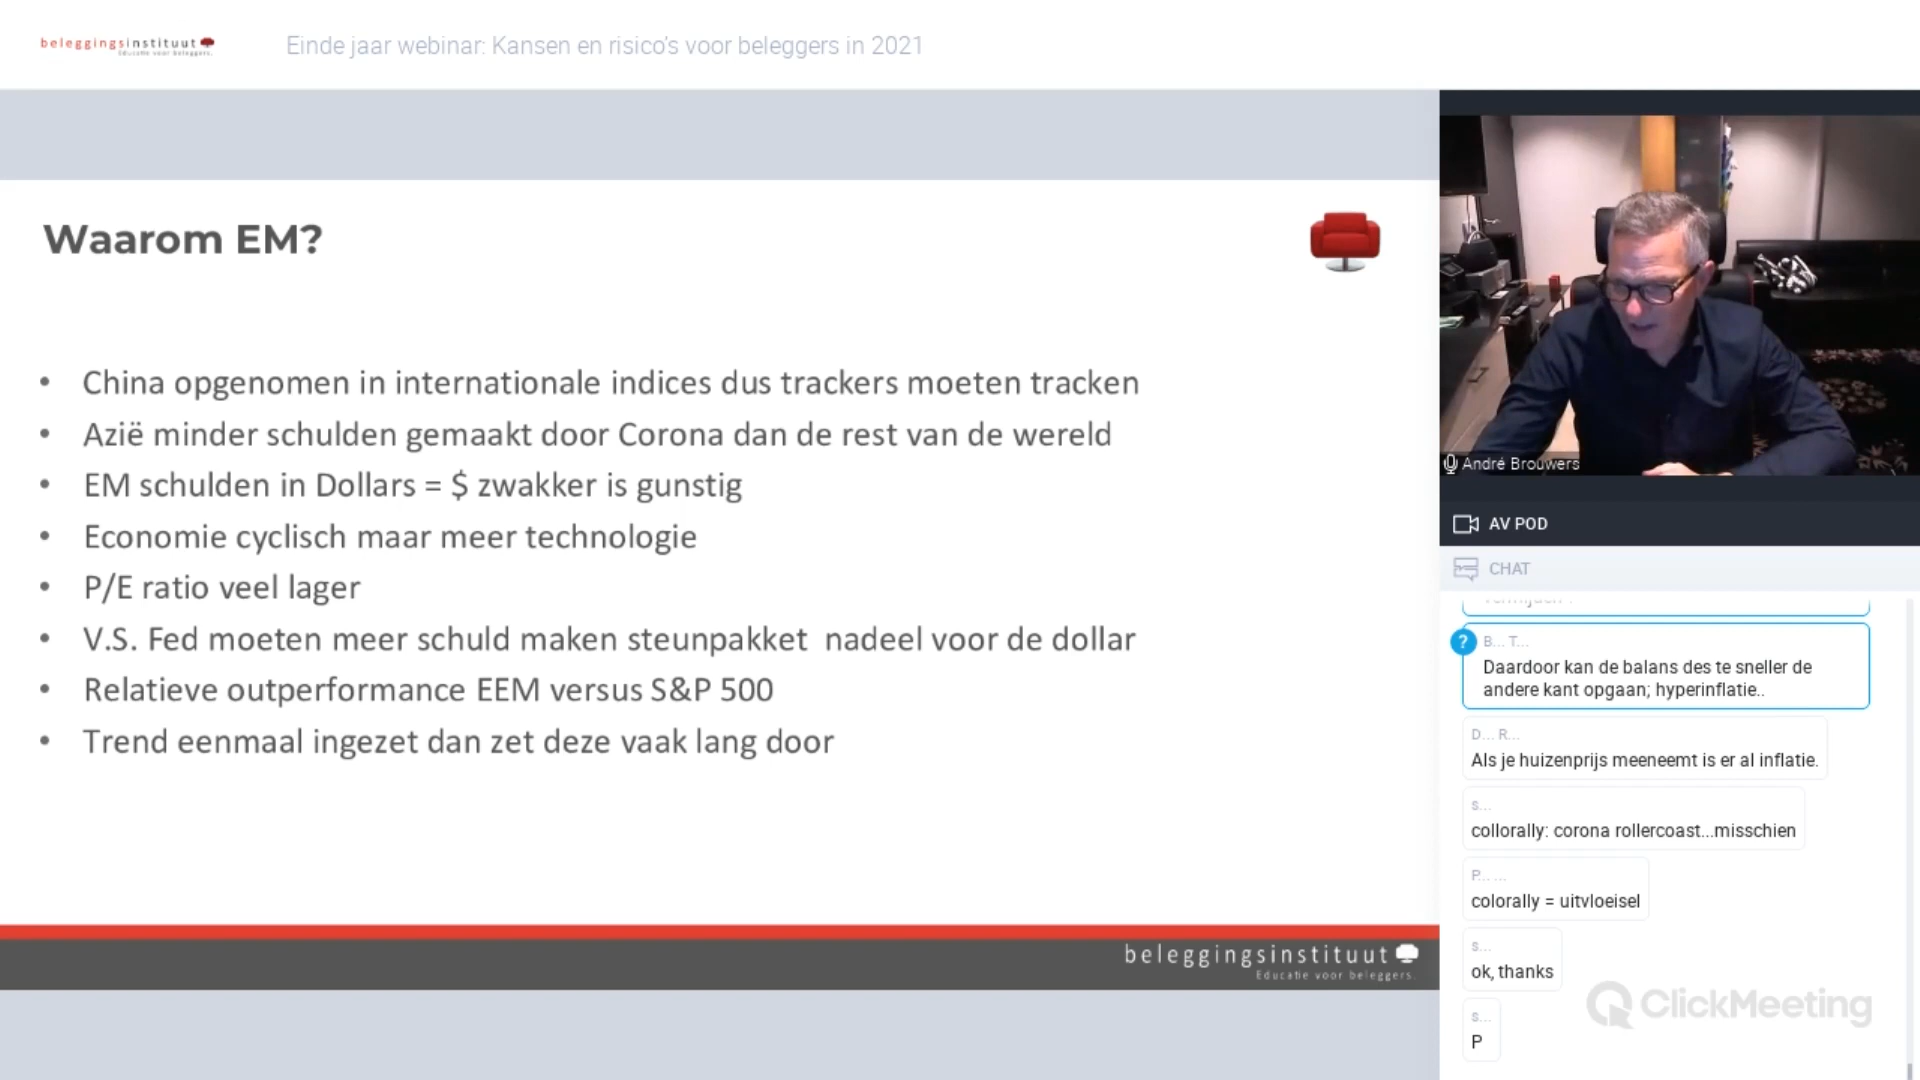 beleggingsinstituut
Educatie voor beleggers.
Einde jaar webinar: Kansen en risico's voor beleggers in 2021
Waarom EM?
• China opgenomen in internationale indices dus trackers moeten tracken
• Azië minder schulden gemaakt door Corona dan de rest van de wereld
• EM schulden in Dollars = $ zwakker is gunstig
• Economie cyclisch maar meer technologie
• P/E ratio veel lager
• V.S. Fed moeten meer schuld maken steunpakket  nadeel voor de dollar
• Relatieve outperformance EEM versus S&P 500
• Trend eenmaal ingezet dan zet deze vaak lang door
beleggingsinstituut
Educatie voor beleggers.
André Brouwers
AV POD
CHAT
?
B... T...
Daardoor kan de balans des te sneller de
andere kant opgaan; hyperinflatie..
D... R...
Als je huizenprijs meeneemt is er al inflatie.
s...
collorally: corona rollercoast...misschien
P... ...
colorally = uitvloeisel
s...
ok, thanks
s...
P
ClickMeeting